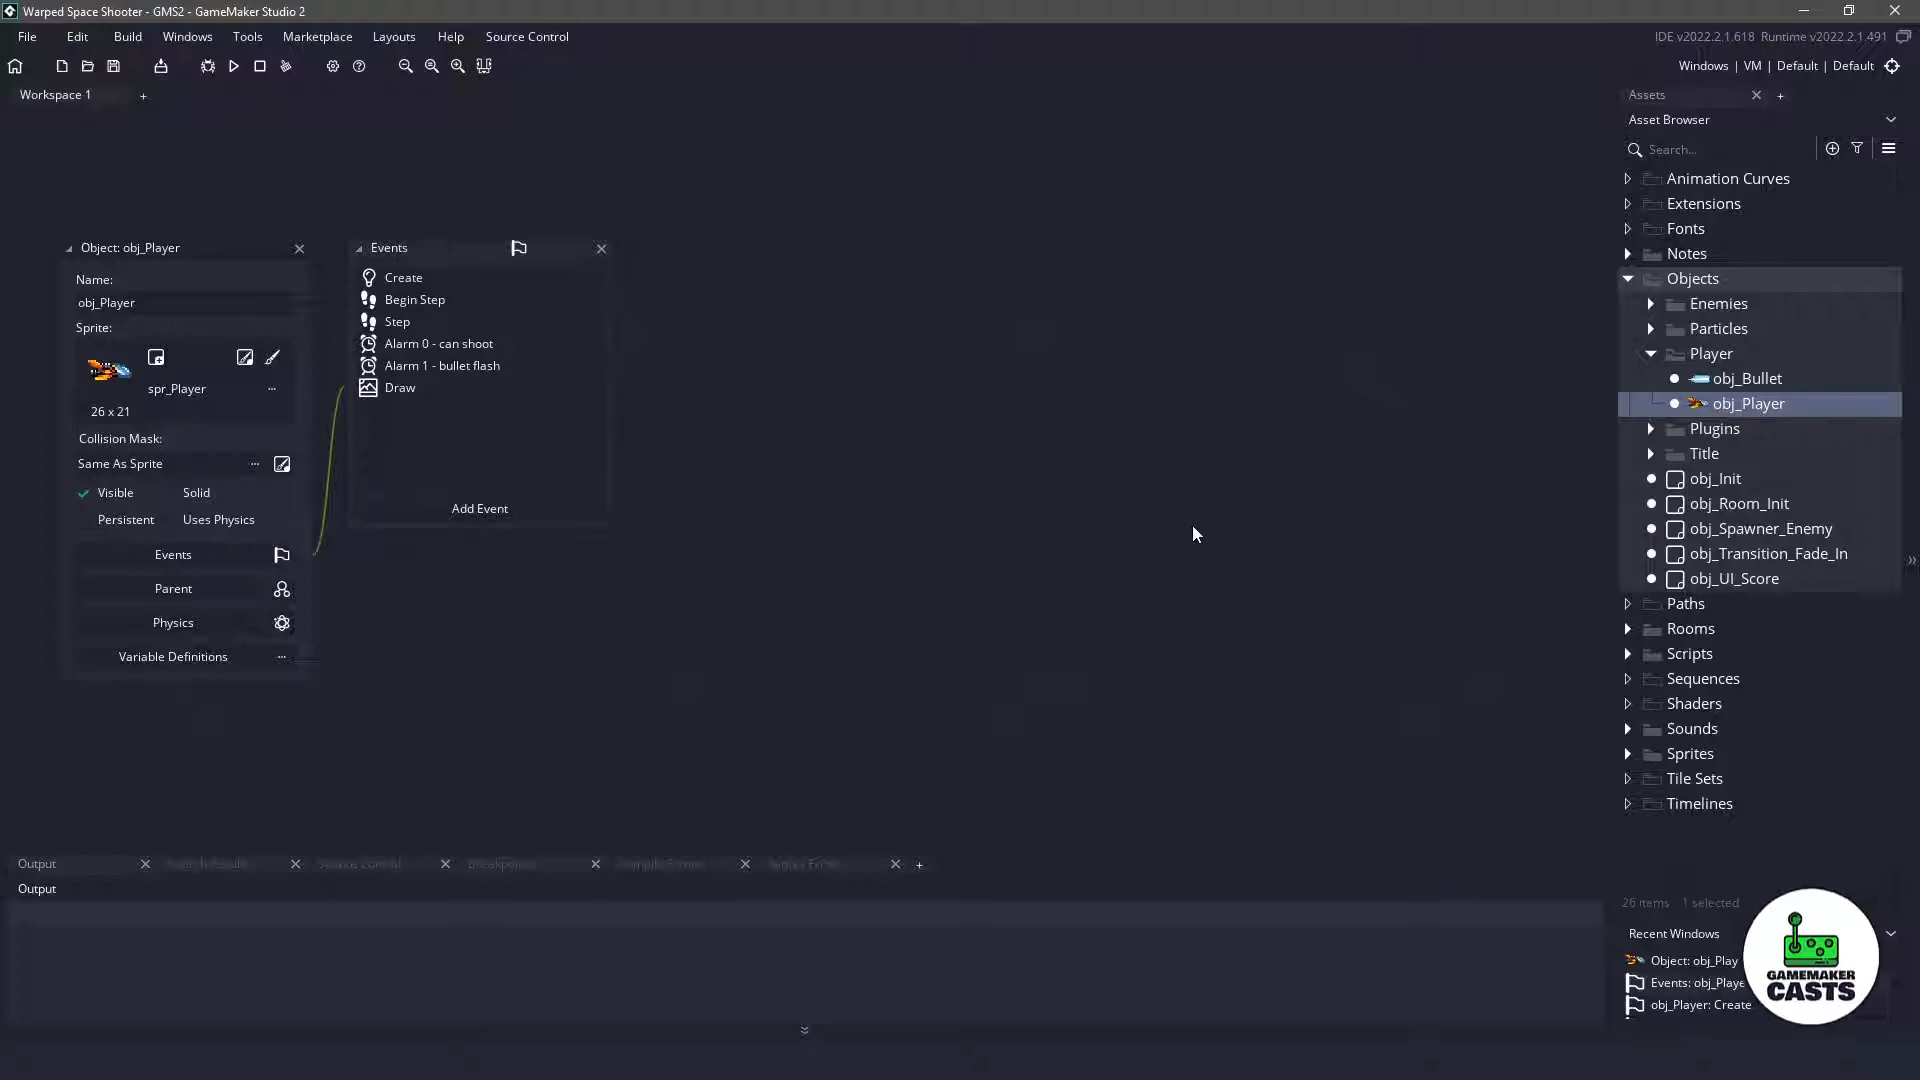 Warped Space Shooter - GMS2 - GameMaker Studio 2
File Edit Build Windows Tools Marketplace Layouts Help Source Control
IDE v2022.2.1.618 Runtime v2022.2.1.491
Windows | VM | Default | Default
Workspace 1
Assets
Asset Browser
Search...
Object: obj_Player
Name:
obj_Player
Sprite:
spr_Player
26 x 21
Collision Mask:
Same As Sprite
Visible Solid
Persistent Uses Physics
Events
Parent
Physics
Variable Definitions
Events
Create
Begin Step
Step
Alarm 0 - can shoot
Alarm 1 - bullet flash
Draw
Add Event
Animation Curves
Extensions
Fonts
Notes
Objects
Enemies
Particles
Player
obj_Bullet
obj_Player
Plugins
Title
obj_Init
obj_Room_Init
obj_Spawner_Enemy
obj_Transition_Fade_In
obj_UI_Score
Paths
Rooms
Scripts
Sequences
Shaders
Sounds
Sprites
Tile Sets
Timelines
Output Source Control
Output
26 items 1 selected
Recent Windows
Object: obj_Play
Events: obj_Playe
obj_Player: Create
GAMEMAKER
CASTS